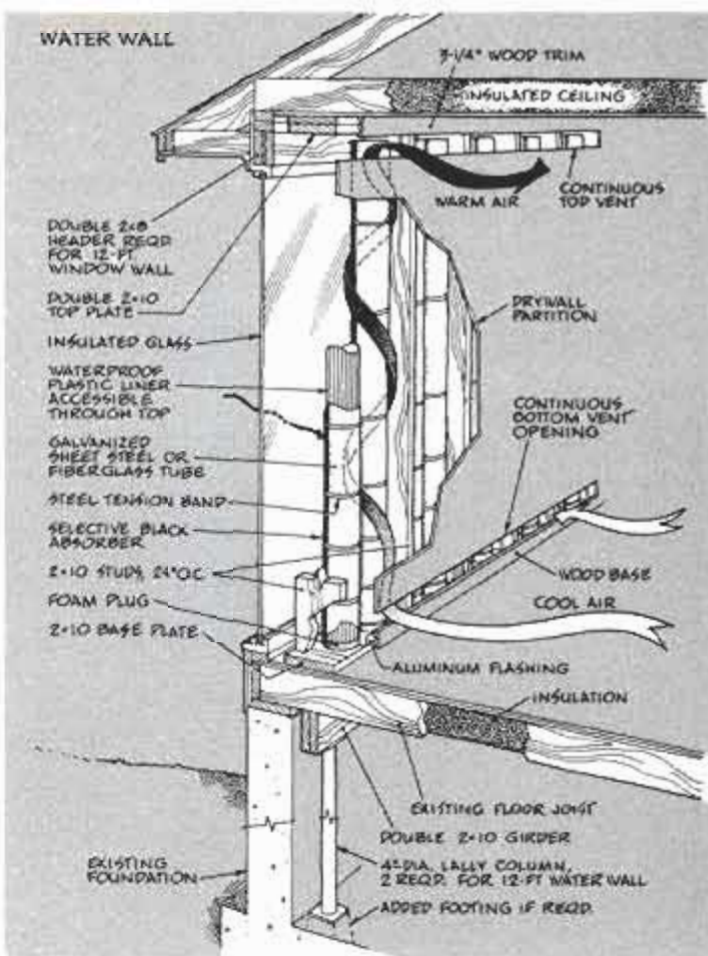 WATER WALL
3-1/4" WOOD TRIM
INSULATED CEILING
WARM AIR
CONTINUOUS
TOP VENT
DOUBLE 2×8
HEADER REQD
FOR 12-FT.
WINDOW WALL
DOUBLE 2×10
TOP PLATE
DRYWALL
PARTITION
INSULATED GLASS
WATERPROOF
PLASTIC LINER
ACCESSIBLE
THROUGH TOP
CONTINUOUS
BOTTOM VENT
OPENING
GALVANIZED
SHEET STEEL OR
FIBERGLASS TUBE
STEEL TENSION BAND
SELECTIVE BLACK
ABSORBER
2×10 STUDS, 24" O.C.
WOOD BASE
FOAM PLUG
COOL AIR
2×10 BASE PLATE
ALUMINUM FLASHING
INSULATION
EXISTING FLOOR JOIST
DOUBLE 2×10 GIRDER
EXISTING
FOUNDATION
4" DIA. LALLY COLUMN,
2 REQD. FOR 12-FT WATER WALL
ADDED FOOTING IF REQD.